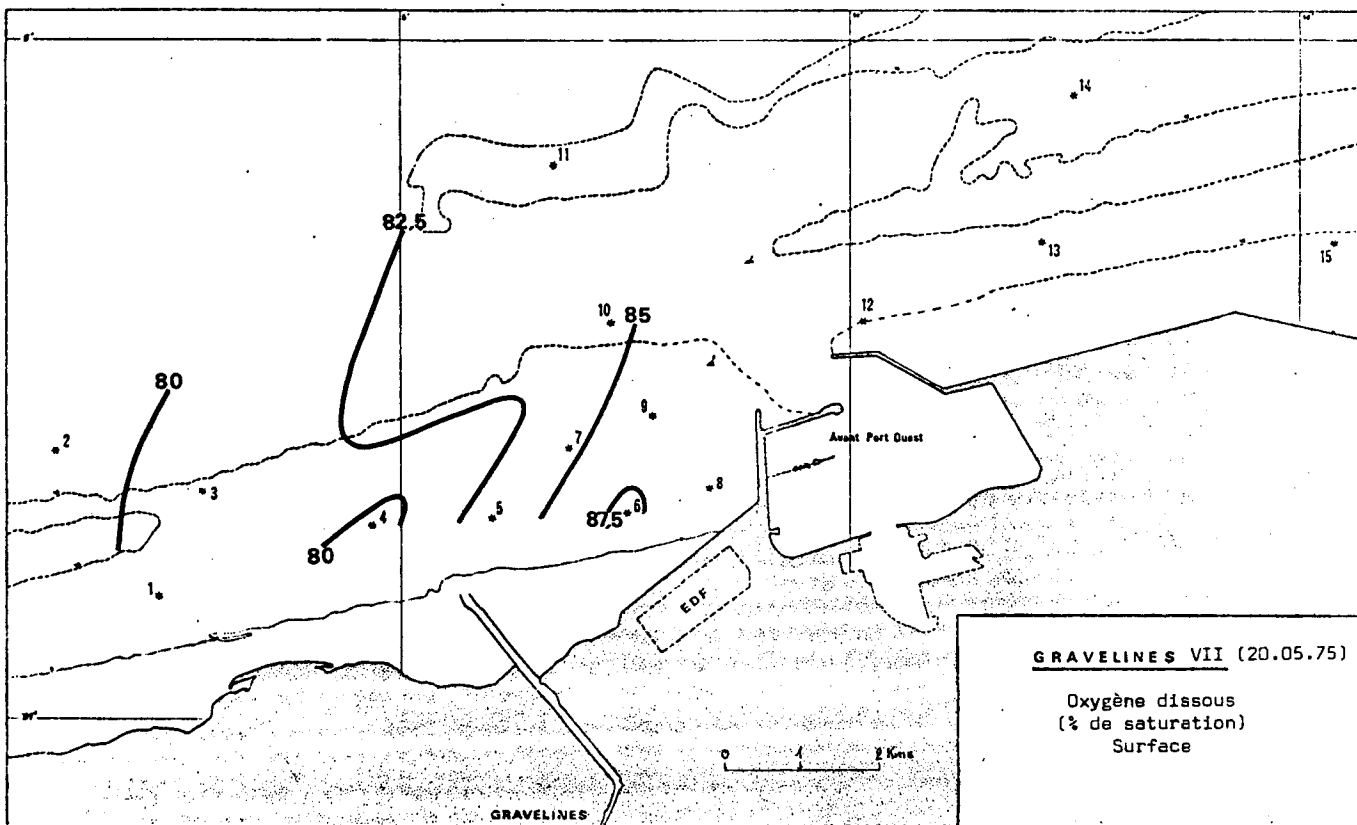 14
11
82,5
13
15
12
10
85
80
9
2
7
Avant Port Ouest
3
8
4
5
87,5
6
80
1
EDF
GRAVELINES VII (20.05.75)
Oxygène dissous
(% de saturation)
Surface
0 1 2 Kms
GRAVELINES